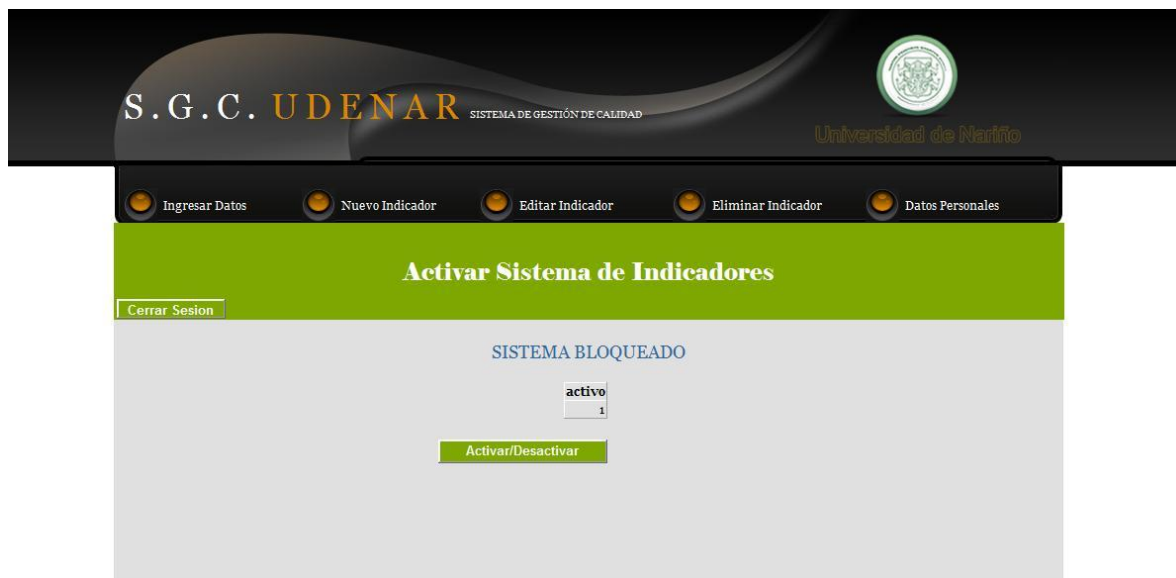 S.G.C. UDENAR SISTEMA DE GESTIÓN DE CALIDAD
Universidad de Nariño
Ingresar Datos Nuevo Indicador Editar Indicador Eliminar Indicador Datos Personales
Activar Sistema de Indicadores
Cerrar Sesion
SISTEMA BLOQUEADO
activo
1
Activar/Desactivar